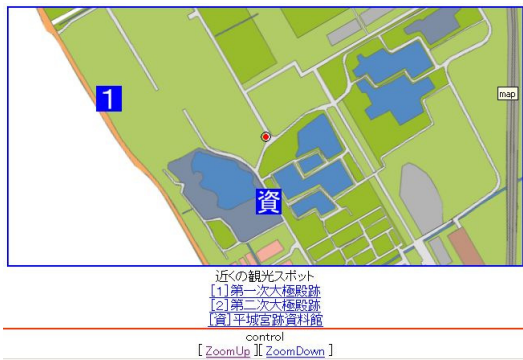 1
map
資
近くの観光スポット
[1]第一次大極殿跡
[2]第二次大極殿跡
[資]平城宮跡資料館
control
[ ZoomUp ][ ZoomDown ]